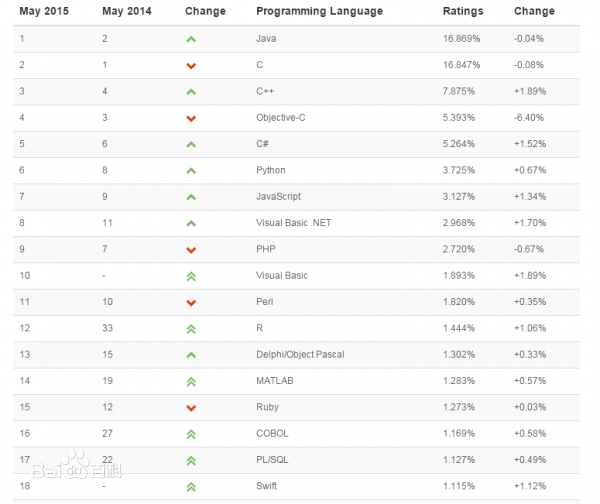 May 2015 May 2014 Change Programming Language Ratings Change
1 2 Java 16.869% -0.04%
2 1 C 16.847% -0.08%
3 4 C++ 7.875% +1.89%
4 3 Objective-C 5.393% -6.40%
5 6 C# 5.264% +1.52%
6 8 Python 3.725% +0.67%
7 9 JavaScript 3.127% +1.34%
8 11 Visual Basic .NET 2.968% +1.70%
9 7 PHP 2.720% -0.67%
10 - Visual Basic 1.893% +1.89%
11 10 Perl 1.820% +0.35%
12 33 R 1.444% +1.06%
13 15 Delphi/Object Pascal 1.302% +0.33%
14 19 MATLAB 1.283% +0.57%
15 12 Ruby 1.273% +0.03%
16 27 COBOL 1.169% +0.58%
17 22 PL/SQL 1.127% +0.49%
Bai百科
18 - Swift 1.115% +1.12%